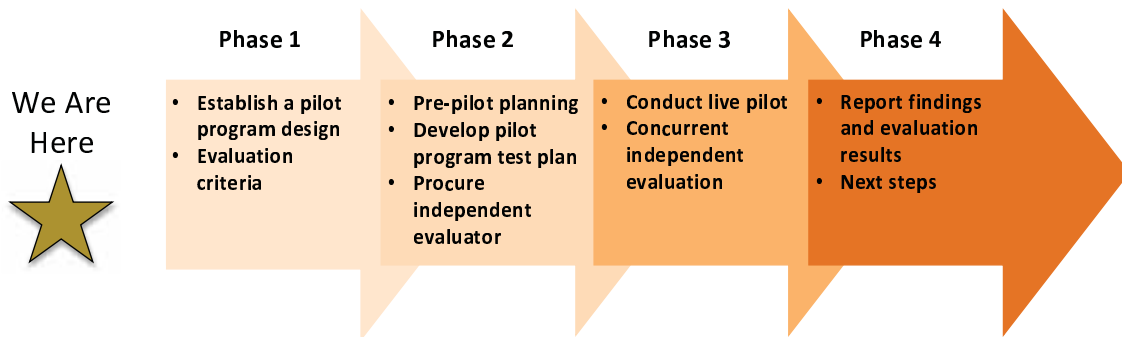 We Are
Here
Phase 1
• Establish a pilot
program design
• Evaluation
criteria
Phase 2
• Pre-pilot planning
• Develop pilot
program test plan
• Procure
independent
evaluator
Phase 3
• Conduct live pilot
• Concurrent
independent
evaluation
Phase 4
• Report findings
and evaluation
results
• Next steps